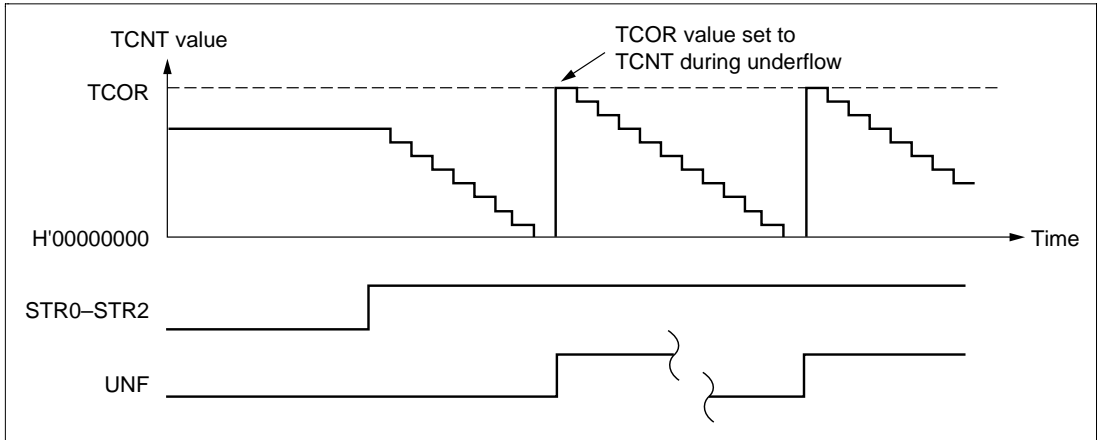 TCNT value
TCOR value set to
TCNT during underflow
TCOR
H'00000000
Time
STR0–STR2
UNF